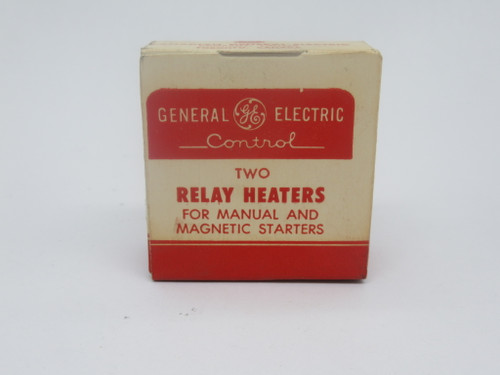 GENERAL GE ELECTRIC
Control
TWO
RELAY HEATERS
FOR MANUAL AND
MAGNETIC STARTERS